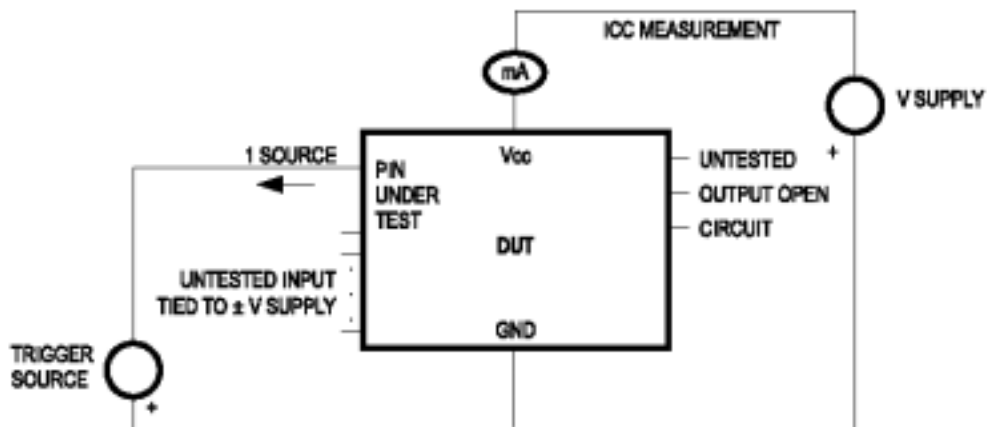 ICC MEASUREMENT
mA
V SUPPLY
+
1 SOURCE
Vcc
PIN
UNDER
TEST
UNTESTED
OUTPUT OPEN
CIRCUIT
DUT
UNTESTED INPUT
TIED TO ± V SUPPLY
GND
TRIGGER
SOURCE
+